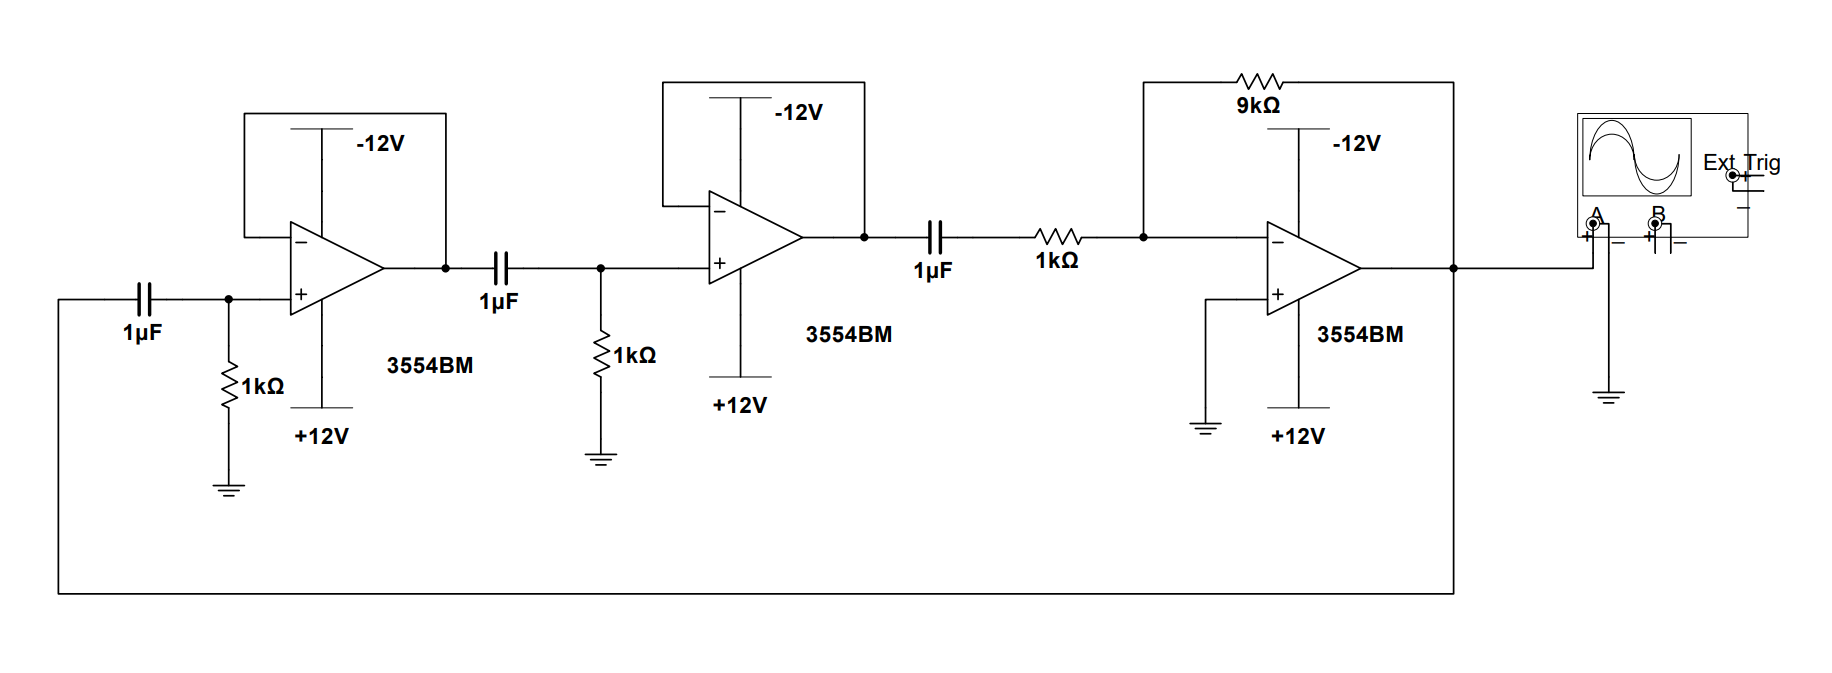 -12V
9kΩ
-12V
-12V
Ext Trig
+
−
A
B
+
−
+
−
−
+
1µF
1kΩ
3554BM
+12V
−
+
1µF
1kΩ
3554BM
+12V
1µF
1kΩ
−
+
3554BM
+12V